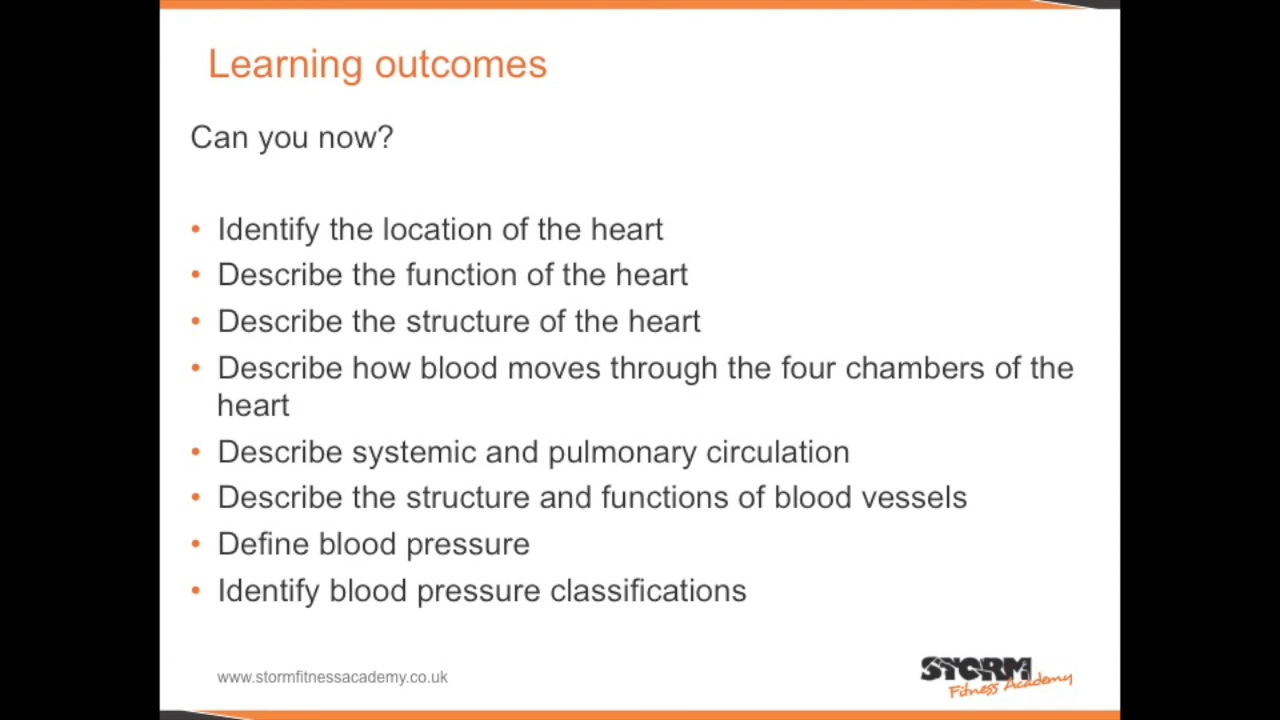 Learning outcomes
Can you now?
• Identify the location of the heart
• Describe the function of the heart
• Describe the structure of the heart
• Describe how blood moves through the four chambers of the
heart
• Describe systemic and pulmonary circulation
• Describe the structure and functions of blood vessels
• Define blood pressure
• Identify blood pressure classifications
www.stormfitnessacademy.co.uk
STORM
Fitness Academy